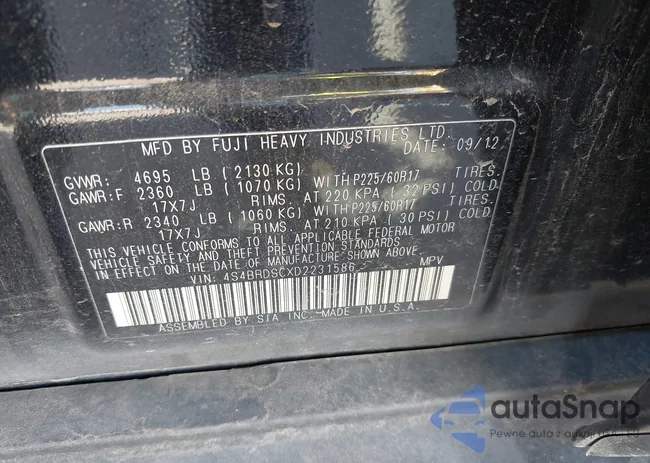 MFD BY FUJI HEAVY INDUSTRIES LTD.
DATE: 09/12
GVWR: 4695 LB (2130 KG)
GAWR:F 2360 LB (1070 KG) WITH P225/60R17 TIRES.
17X7J RIMS, AT 220 KPA (32 PSI) COLD
GAWR:R 2340 LB (1060 KG) WITH P225/60R17 TIRES.
17X7J RIMS, AT 210 KPA (30 PSI) COLD
THIS VEHICLE CONFORMS TO ALL APPLICABLE FEDERAL MOTOR
VEHICLE SAFETY AND THEFT PREVENTION STANDARDS
IN EFFECT ON THE DATE OF MANUFACTURE SHOWN ABOVE.
VIN: 4S4BRDSCXD2231586 MPV
ASSEMBLED BY SIA INC. MADE IN U.S.A.
autoSnap
Pewne auta z aukcji